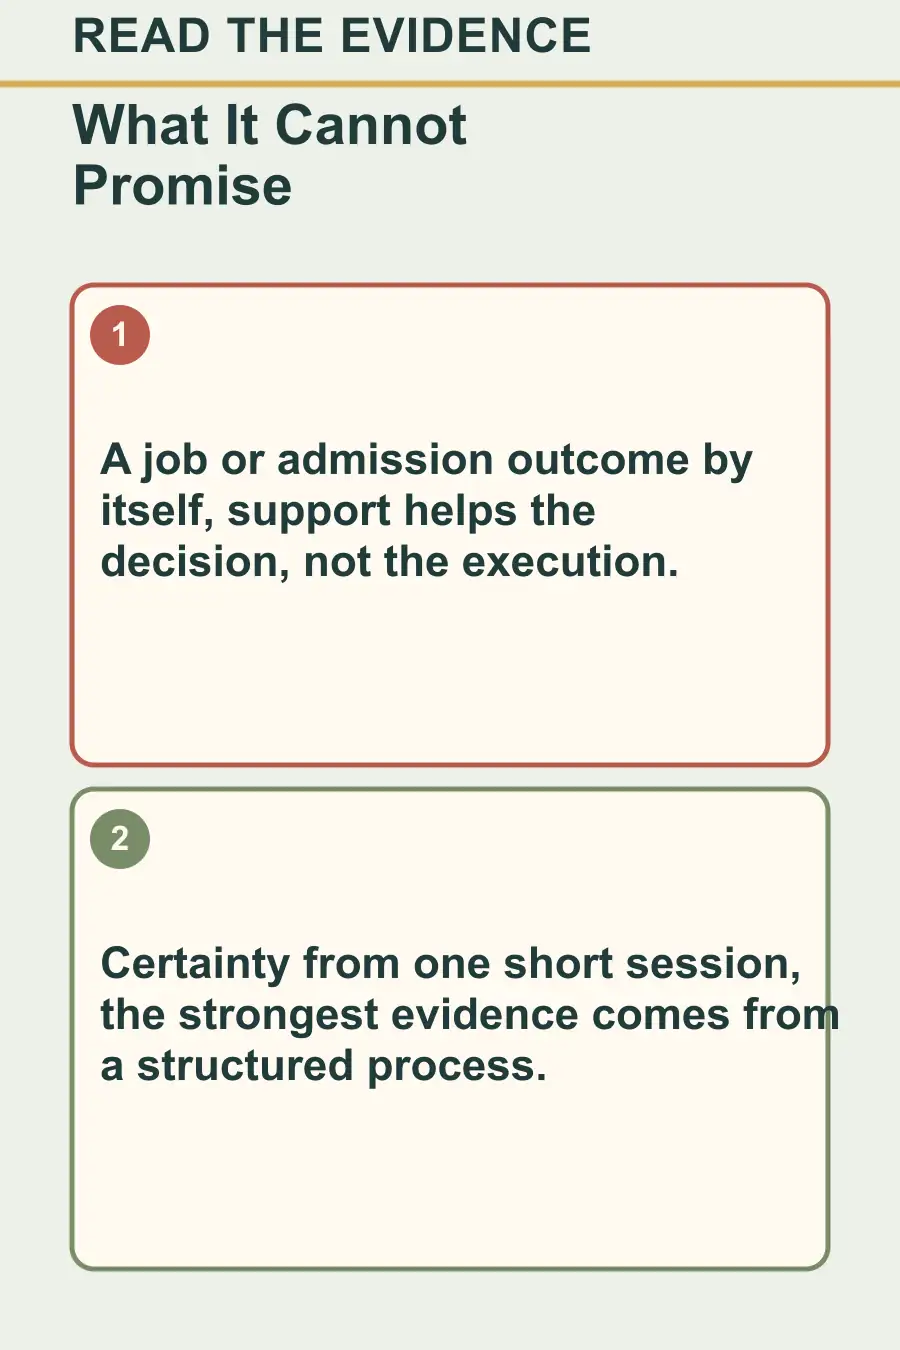 READ THE EVIDENCE
What It Cannot
Promise
1
A job or admission outcome by
itself, support helps the
decision, not the execution.
2
Certainty from one short session,
the strongest evidence comes from
a structured process.